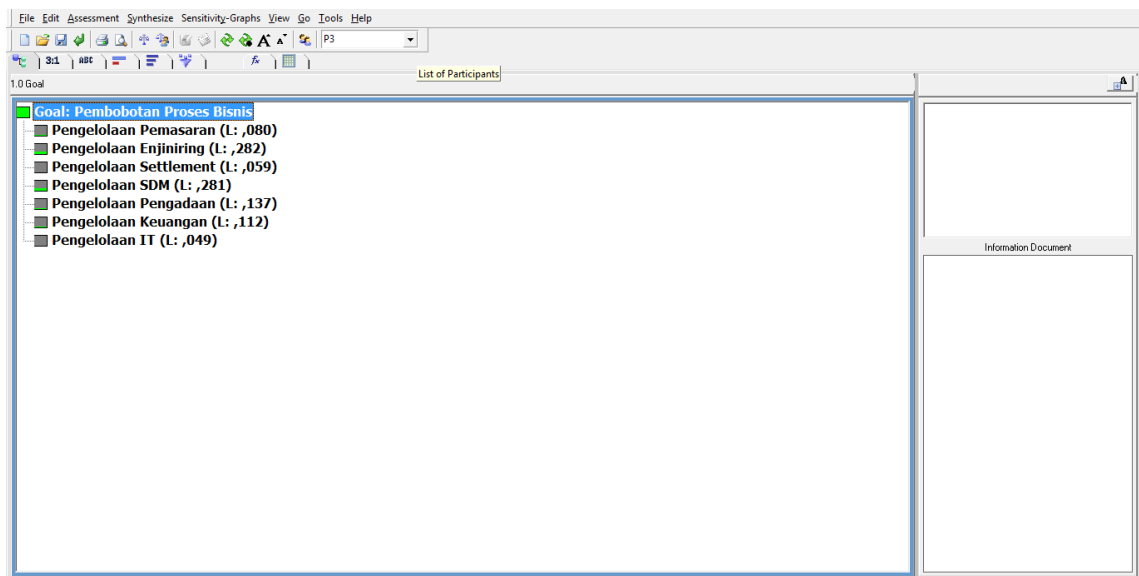 File Edit Assessment Synthesize Sensitivity-Graphs View Go Tools Help
A A P3
3:1 ABC fx
List of Participants
1.0 Goal
A
Goal: Pembobotan Proses Bisnis
Pengelolaan Pemasaran (L: ,080)
Pengelolaan Enjiniring (L: ,282)
Pengelolaan Settlement (L: ,059)
Pengelolaan SDM (L: ,281)
Pengelolaan Pengadaan (L: ,137)
Pengelolaan Keuangan (L: ,112)
Pengelolaan IT (L: ,049)
Information Document